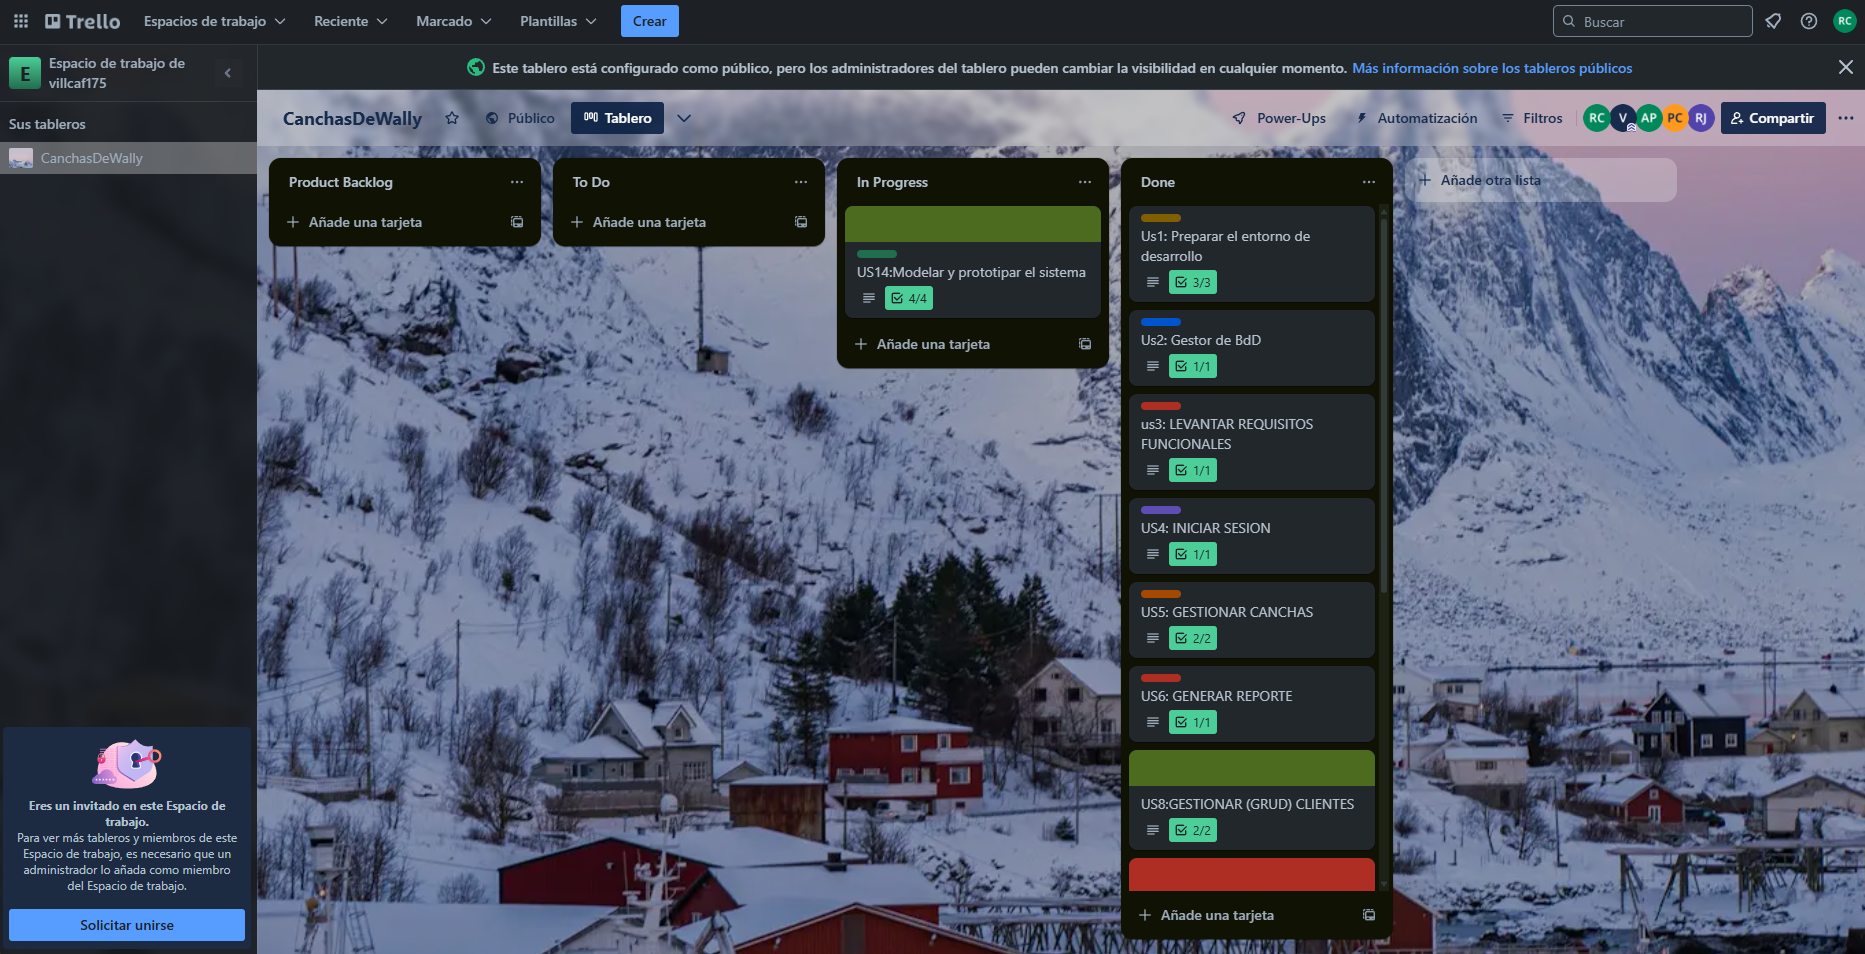 Trello
Espacios de trabajo
Reciente
Marcado
Plantillas
Crear
Buscar
RC
E
Espacio de trabajo de
villcaf175
Este tablero está configurado como público, pero los administradores del tablero pueden cambiar la visibilidad en cualquier momento. Más información sobre los tableros públicos
Sus tableros
CanchasDeWally
CanchasDeWally
Público
Tablero
Power-Ups
Automatización
Filtros
RC
V
AP
PC
RJ
Compartir
Product Backlog
Añade una tarjeta
To Do
Añade una tarjeta
In Progress
US14:Modelar y prototipar el sistema
4/4
Añade una tarjeta
Done
Us1: Preparar el entorno de
desarrollo
3/3
Us2: Gestor de BdD
1/1
us3: LEVANTAR REQUISITOS
FUNCIONALES
1/1
US4: INICIAR SESION
1/1
US5: GESTIONAR CANCHAS
2/2
US6: GENERAR REPORTE
1/1
US8:GESTIONAR (GRUD) CLIENTES
2/2
Añade una tarjeta
Añade otra lista
Eres un invitado en este Espacio de
trabajo.
Para ver más tableros y miembros de este
Espacio de trabajo, es necesario que un
administrador lo añada como miembro
del Espacio de trabajo.
Solicitar unirse